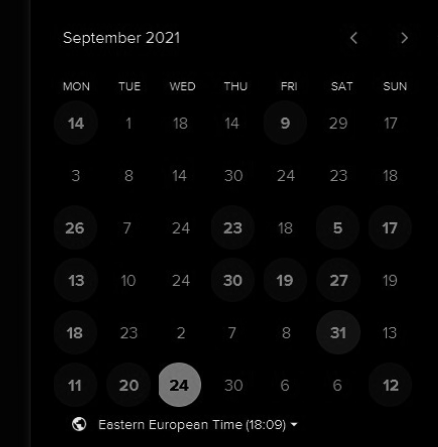 September 2021
MON TUE WED THU FRI SAT SUN
14 1 18 14 9 29 17
3 8 14 30 24 23 18
26 7 24 23 18 5 17
13 10 24 30 19 27 19
18 23 2 7 8 31 13
11 20 24 30 6 6 12
Eastern European Time (18:09)